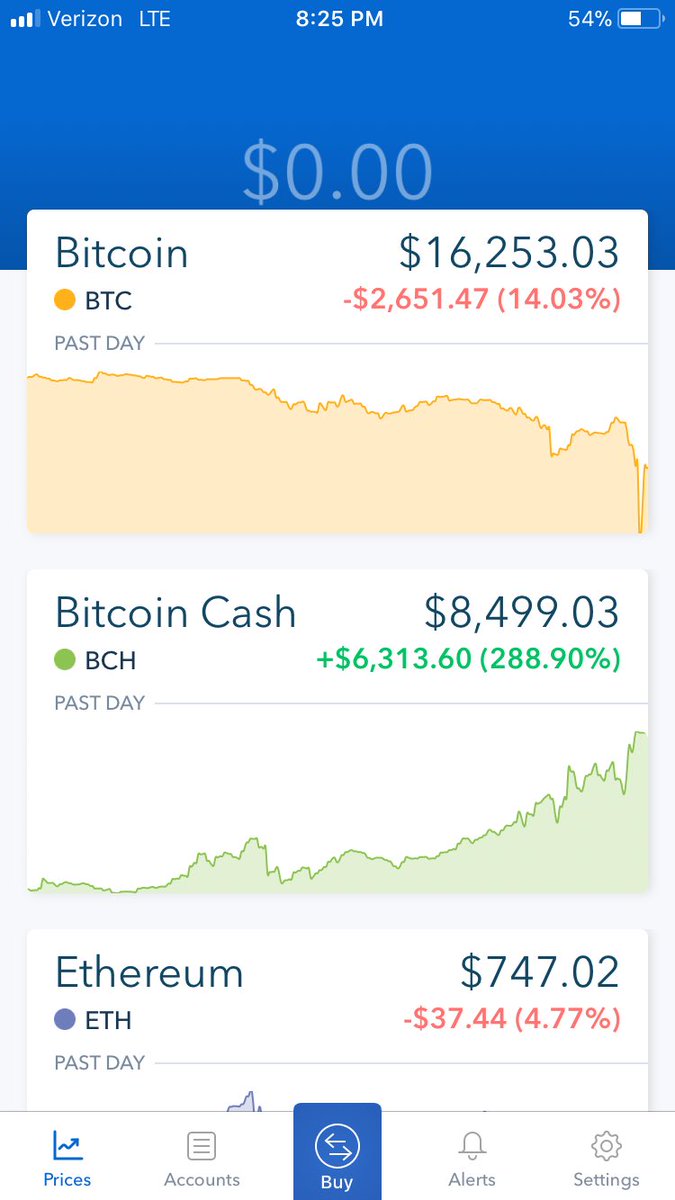 Verizon LTE 8:25 PM 54%
$0.00
Bitcoin $16,253.03
BTC -$2,651.47 (14.03%)
PAST DAY
Bitcoin Cash $8,499.03
BCH +$6,313.60 (288.90%)
PAST DAY
Ethereum $747.02
ETH -$37.44 (4.77%)
PAST DAY
Prices Accounts Buy Alerts Settings